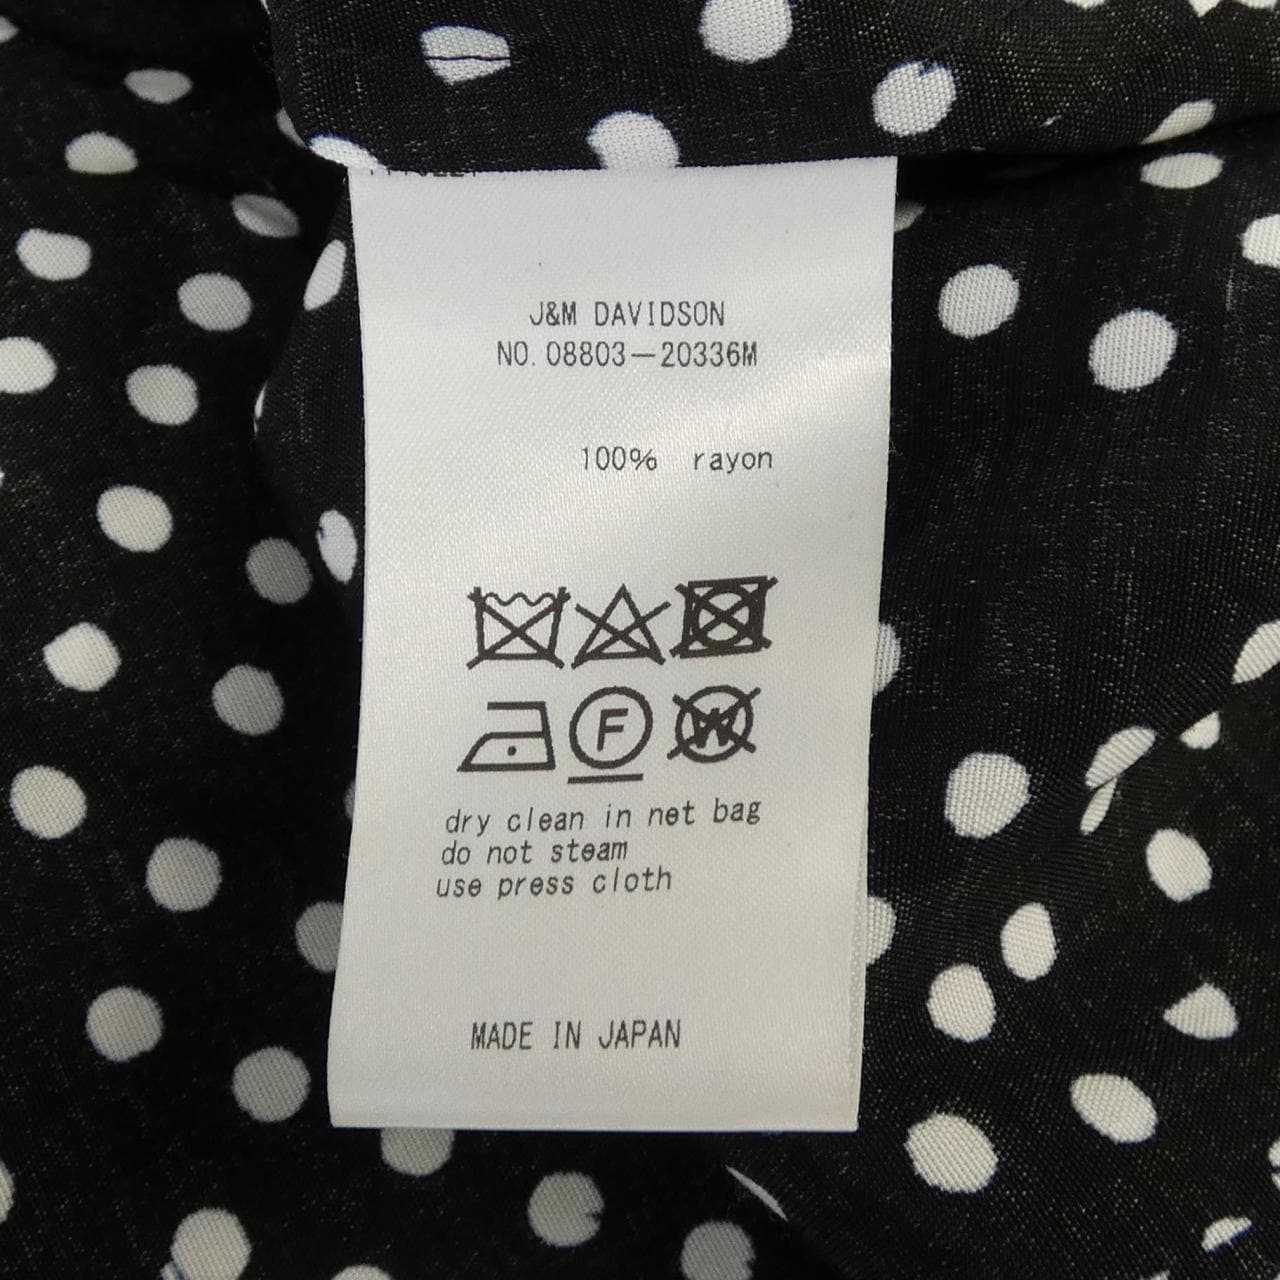 J&M DAVIDSON
NO. 08803-20336M
100% rayon
F W
dry clean in net bag
do not steam
use press cloth
MADE IN JAPAN